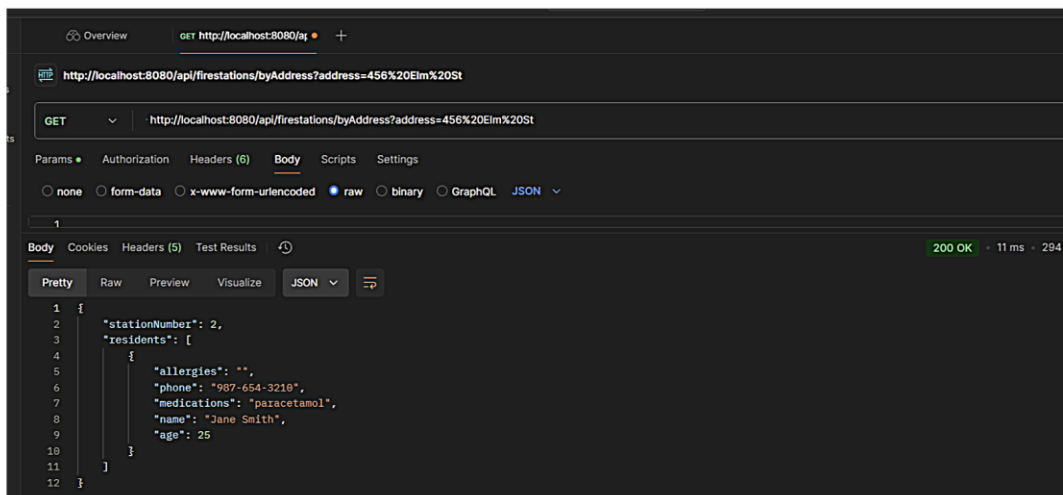 Overview
GET http://localhost:8080/ap
+
HTTP http://localhost:8080/api/firestations/byAddress?address=456%20Elm%20St
GET http://localhost:8080/api/firestations/byAddress?address=456%20Elm%20St
ts
Params Authorization Headers (6) Body Scripts Settings
none form-data x-www-form-urlencoded raw binary GraphQL JSON
1
Body Cookies Headers (5) Test Results 200 OK 11 ms 294
Pretty Raw Preview Visualize JSON
1 {
2 "stationNumber": 2,
3 "residents": [
4 {
5 "allergies": "",
6 "phone": "987-654-3210",
7 "medications": "paracetamol",
8 "name": "Jane Smith",
9 "age": 25
10 }
11 ]
12 }